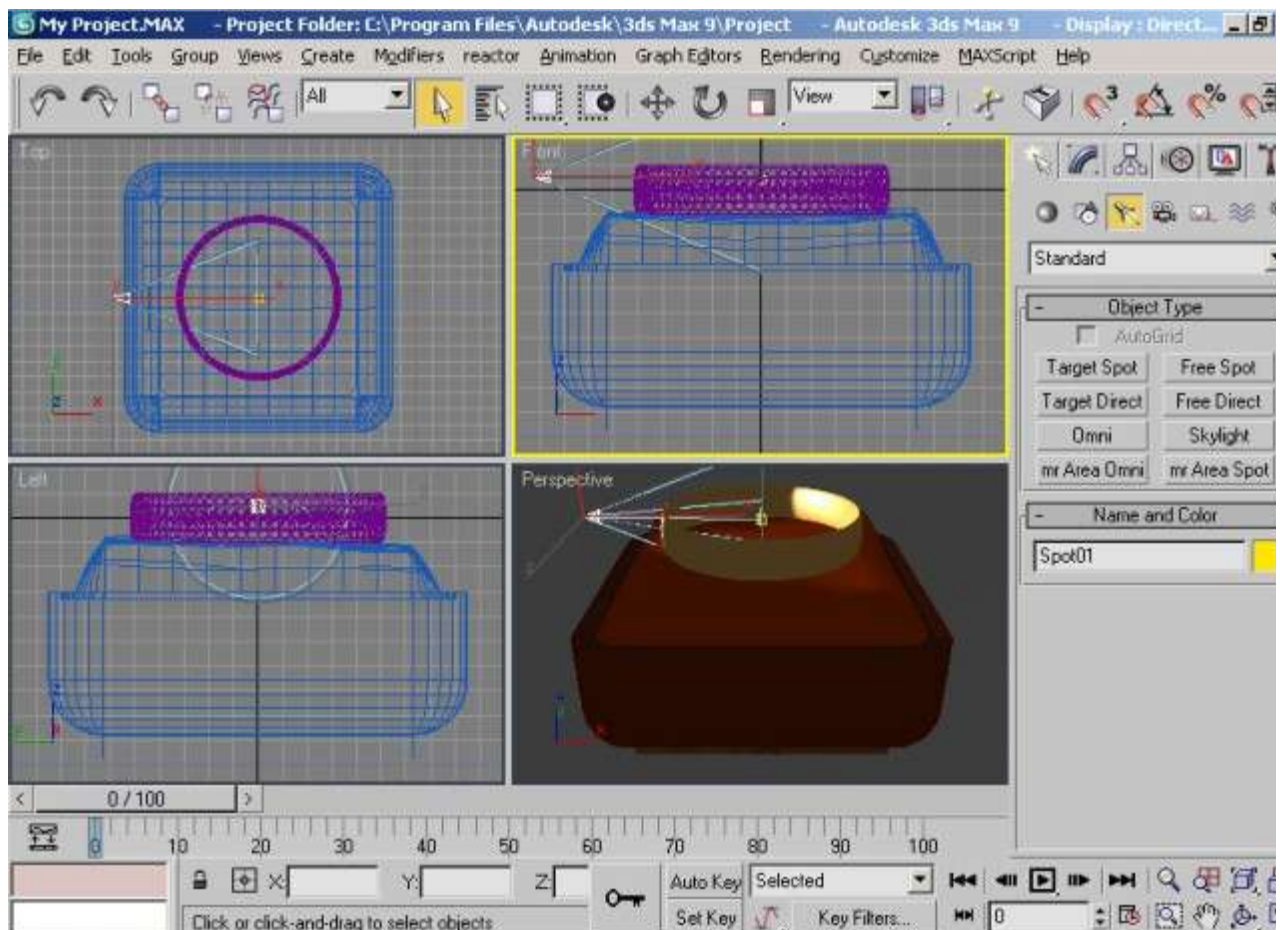 My Project.MAX - Project Folder: C:\Program Files\Autodesk\3ds Max 9\Project - Autodesk 3ds Max 9 - Display : Direct...
File Edit Tools Group Views Create Modifiers reactor Animation Graph Editors Rendering Customize MAXScript Help
All View 3 %
Top Front
Standard
- Object Type
AutoGrid
Target Spot Free Spot
Target Direct Free Direct
Omni Skylight
mr Area Omni mr Area Spot
Left Perspective
- Name and Color
Spot01
< 0 / 100 >
0 10 20 30 40 50 60 70 80 90 100
X: Y: Z: Auto Key Selected
Click or click-and-drag to select objects Set Key Key Filters... 0